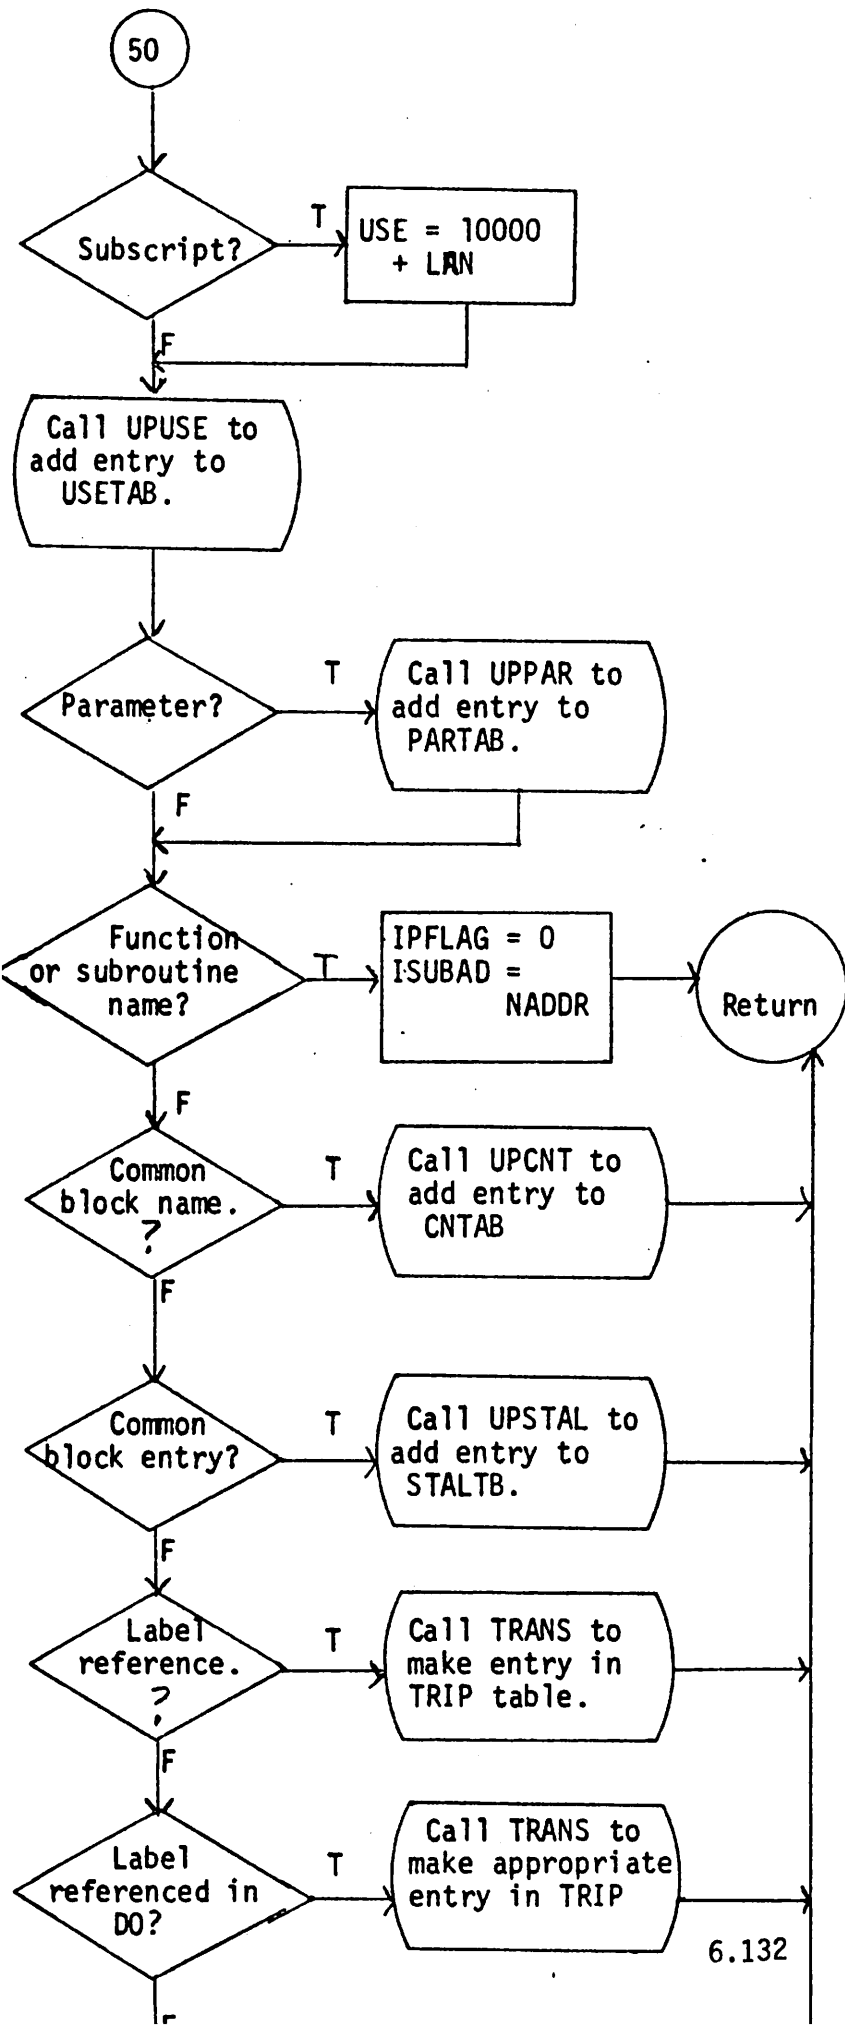 50
Subscript?
T
USE = 10000
+ LRN
F
Call UPUSE to
add entry to
USETAB.
Parameter?
T
Call UPPAR to
add entry to
PARTAB.
F
Function
or subroutine
name?
T
IPFLAG = 0
ISUBAD =
NADDR
Return
F
Common
block name.
?
T
Call UPCNT to
add entry to
CNTAB
F
Common
block entry?
T
Call UPSTAL to
add entry to
STALTB.
F
Label
reference.
?
T
Call TRANS to
make entry in
TRIP table.
F
Label
referenced in
DO?
T
Call TRANS to
make appropriate
entry in TRIP
6.132
F